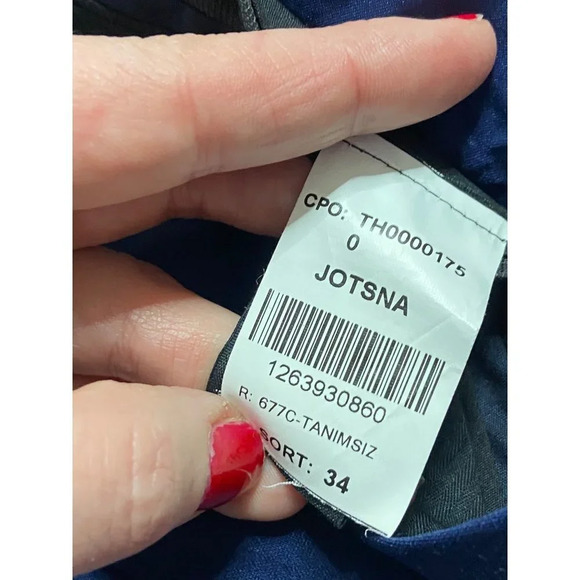 CPO: TH0000175
0
JOTSNA
1263930860
R: 677C-TANIMSIZ
SORT: 34